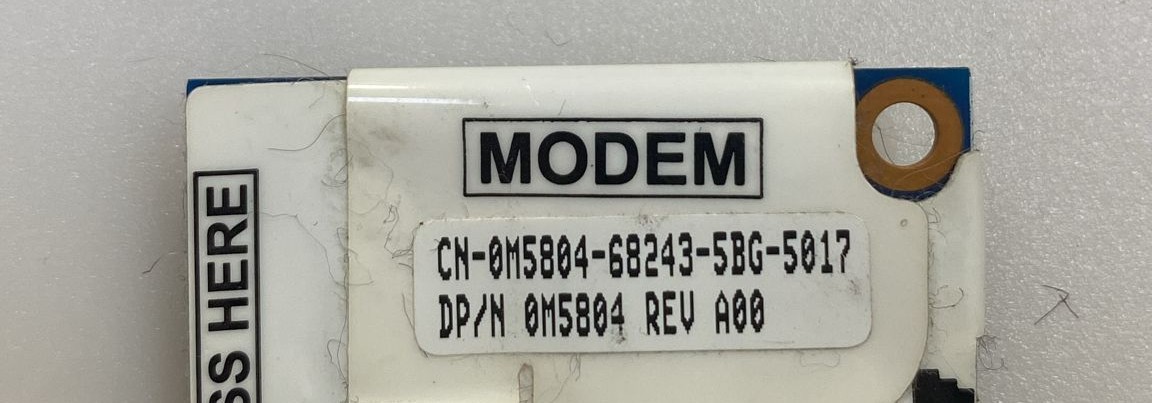 MODEM
CN-0M5804-68243-5BG-5017
DP/N 0M5804 REV A00
SS HERE